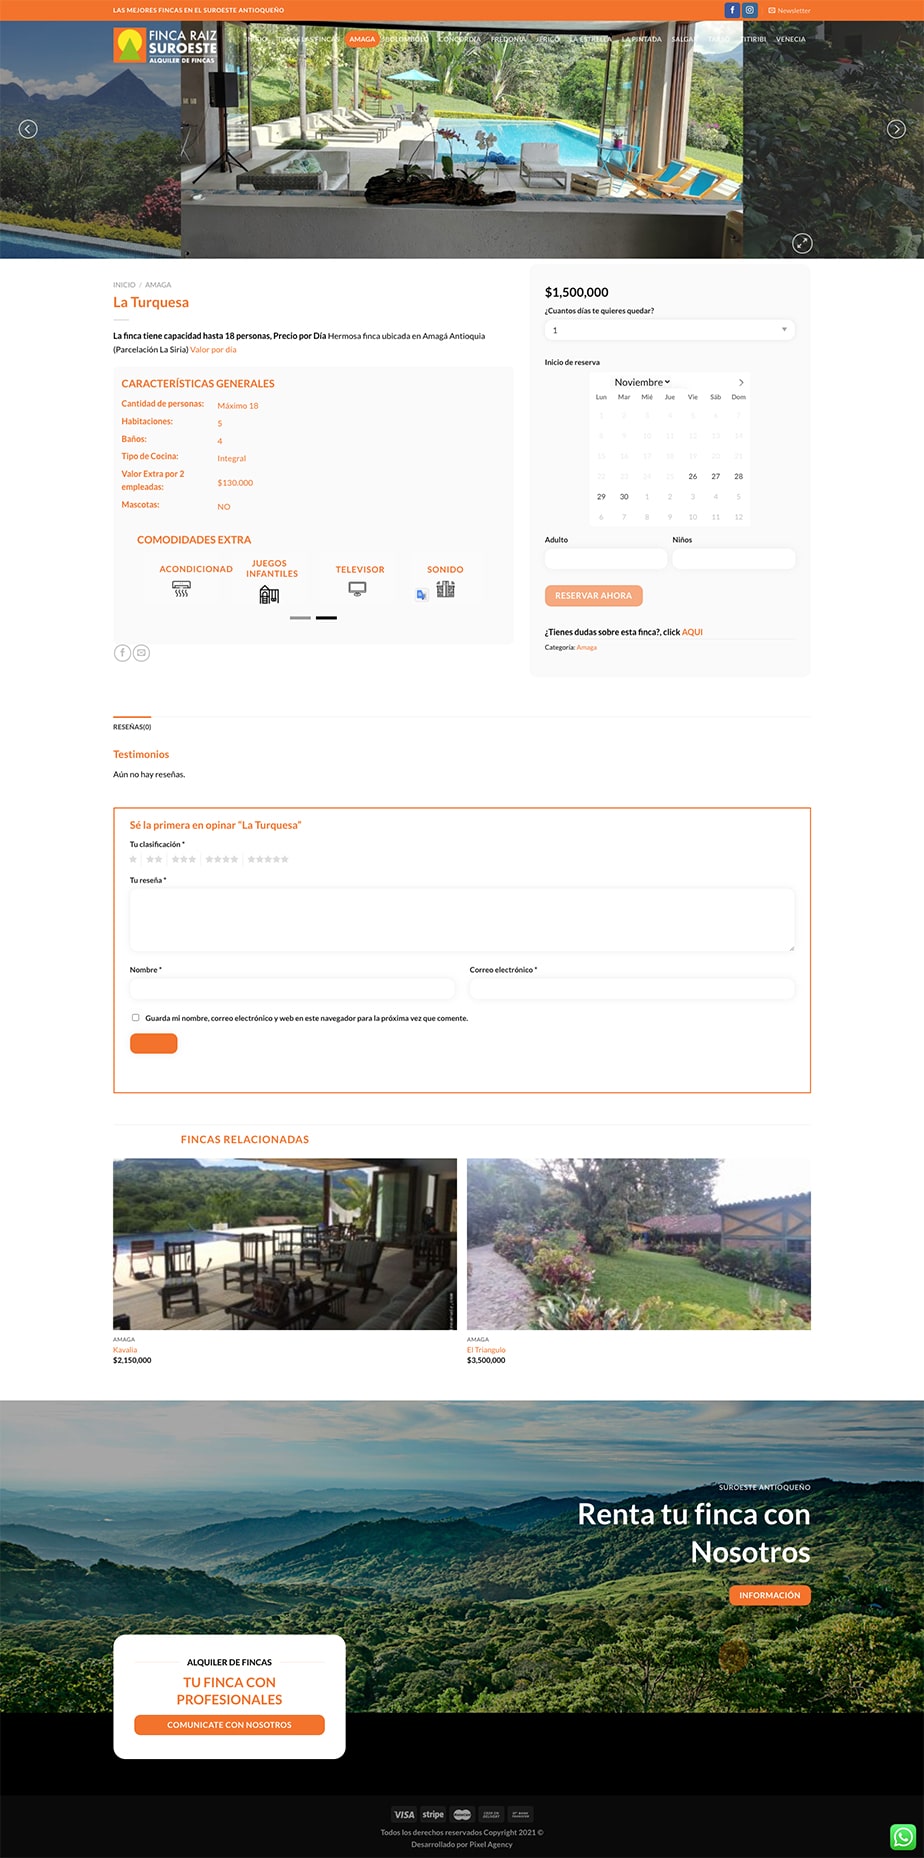 LAS MEJORES FINCAS EN EL SUROESTE ANTIOQUEÑO
Newsletter
FINCA RAIZ
SUROESTE
ALQUILER DE FINCAS
INICIO
TODAS LAS FINCAS
AMAGA
BOLOMBOLO
CONCORDIA
FREDONIA
JERICO
LA ESTRELLA
LA PINTADA
SALGAR
TITIRIBI
VENECIA
INICIO / AMAGA
La Turquesa
La finca tiene capacidad hasta 18 personas, Precio por Día Hermosa finca ubicada en Amagá Antioquia
(Parcelación La Siria) Valor por día
CARACTERÍSTICAS GENERALES
Cantidad de personas: Máximo 18
Habitaciones: 5
Baños: 4
Tipo de Cocina: Integral
Valor Extra por 2
empleadas: $130.000
Mascotas: NO
COMODIDADES EXTRA
ACONDICIONAD
JUEGOS
INFANTILES
TELEVISOR
SONIDO
$1,500,000
¿Cuantos días te quieres quedar?
1
Inicio de reserva
Noviembre
Lun Mar Mié Jue Vie Sáb Dom
1 2 3 4 5 6 7
8 9 10 11 12 13 14
15 16 17 18 19 20 21
22 23 24 25 26 27 28
29 30 1 2 3 4 5
6 7 8 9 10 11 12
Adulto
Niños
RESERVAR AHORA
¿Tienes dudas sobre esta finca?, click AQUI
Categoría: Amaga
RESEÑAS(0)
Testimonios
Aún no hay reseñas.
Sé la primera en opinar “La Turquesa”
Tu clasificación *
Tu reseña *
Nombre *
Correo electrónico *
Guarda mi nombre, correo electrónico y web en este navegador para la próxima vez que comente.
FINCAS RELACIONADAS
AMAGA
Kavalia
$2,150,000
AMAGA
El Triangulo
$3,500,000
SUROESTE ANTIOQUEÑO
Renta tu finca con
Nosotros
INFORMACIÓN
ALQUILER DE FINCAS
TU FINCA CON
PROFESIONALES
COMUNICATE CON NOSOTROS
VISA
stripe
MasterCard
CASH ON
DELIVERY
BANK
TRANSFER
Todos los derechos reservados Copyright 2021 ©
Desarrollado por Pixel Agency